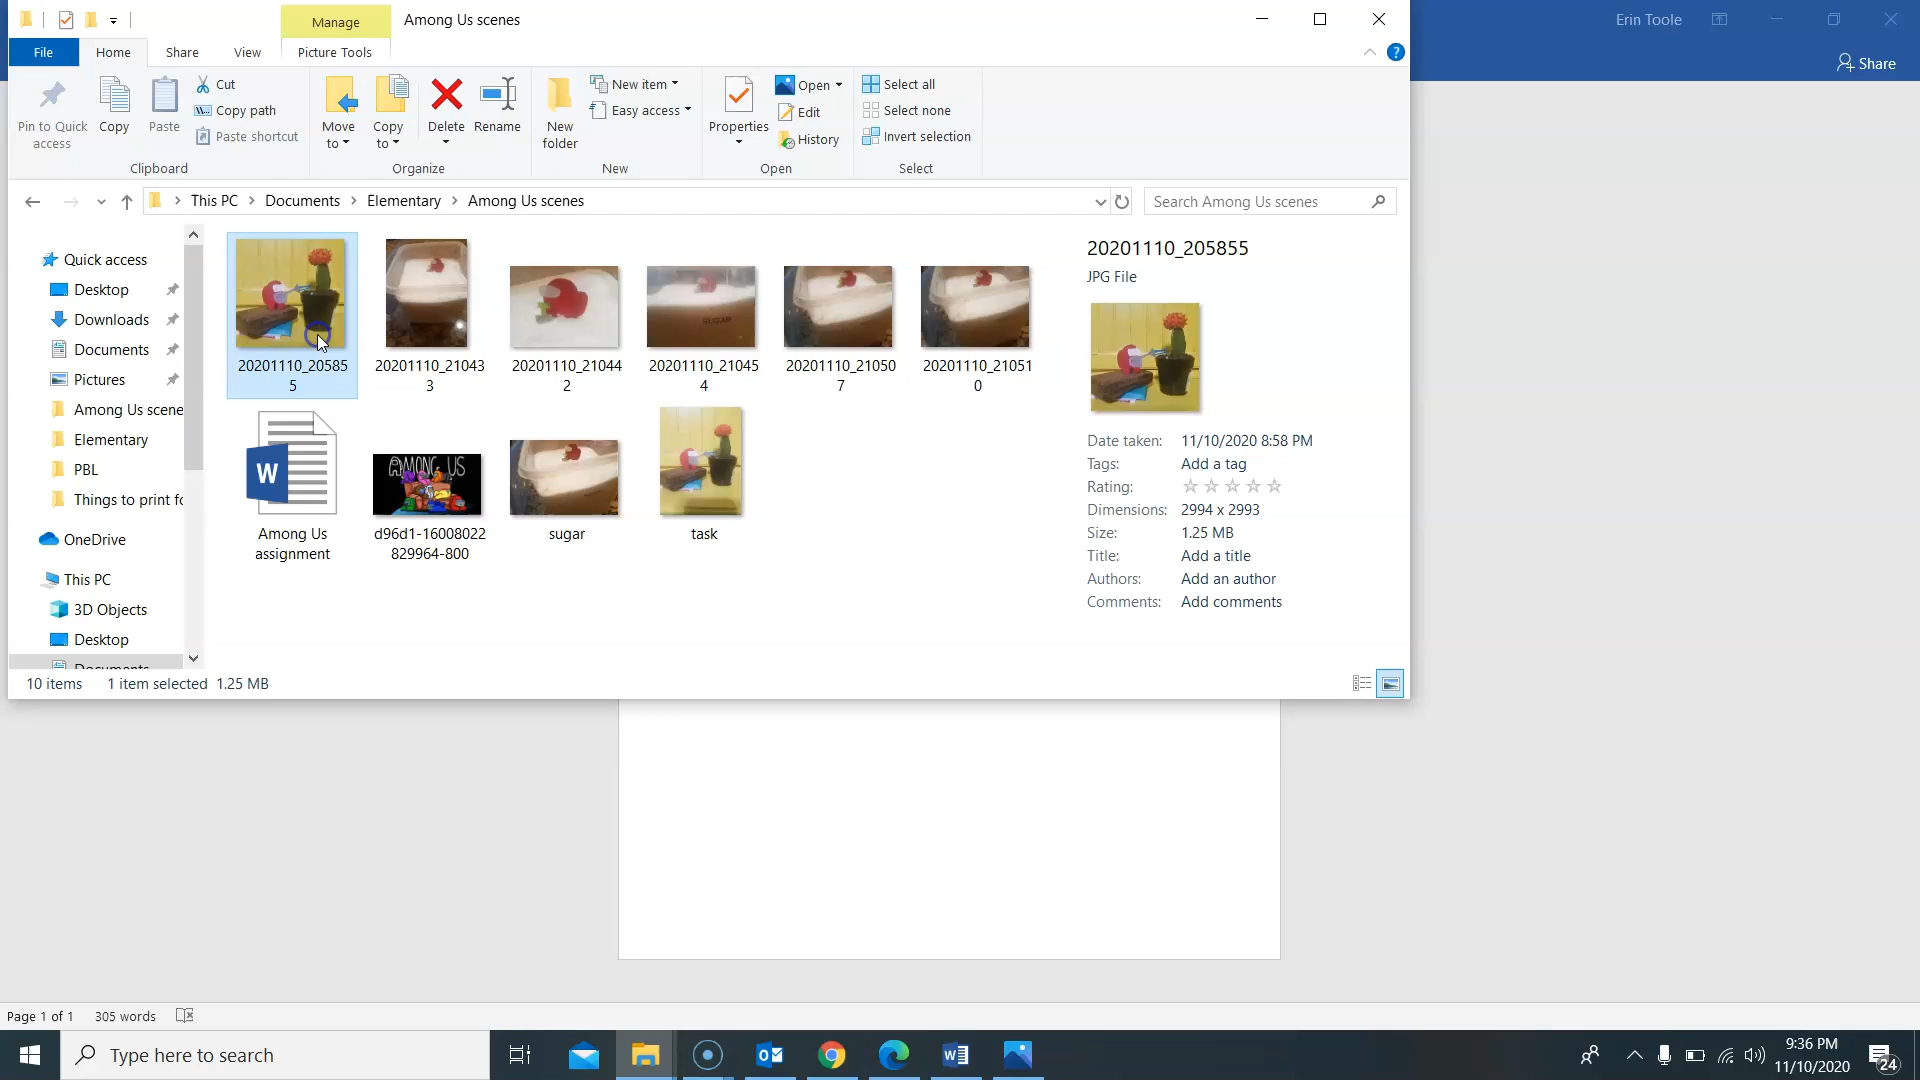 Manage
Among Us scenes
Erin Toole
File
Home
Share
View
Picture Tools
Share
Pin to Quick access
Copy
Paste
Cut
Copy path
Paste shortcut
Clipboard
Move to
Copy to
Delete
Rename
Organize
New folder
New item
Easy access
New
Properties
Open
Edit
History
Open
Select all
Select none
Invert selection
Select
This PC > Documents > Elementary > Among Us scenes
Search Among Us scenes
Quick access
Desktop
Downloads
Documents
Pictures
Among Us scene
Elementary
PBL
Things to print fo
OneDrive
This PC
3D Objects
Desktop
Documents
20201110_20585
5
20201110_21043
3
20201110_21044
2
20201110_21045
4
20201110_21050
7
20201110_21051
0
W
Among Us
assignment
AMONG US
d96d1-16008022
829964-800
SUGAR
sugar
task
20201110_205855
JPG File
Date taken: 11/10/2020 8:58 PM
Tags: Add a tag
Rating:
Dimensions: 2994 x 2993
Size: 1.25 MB
Title: Add a title
Authors: Add an author
Comments: Add comments
10 items 1 item selected 1.25 MB
Page 1 of 1 305 words
Type here to search
9:36 PM
11/10/2020
24